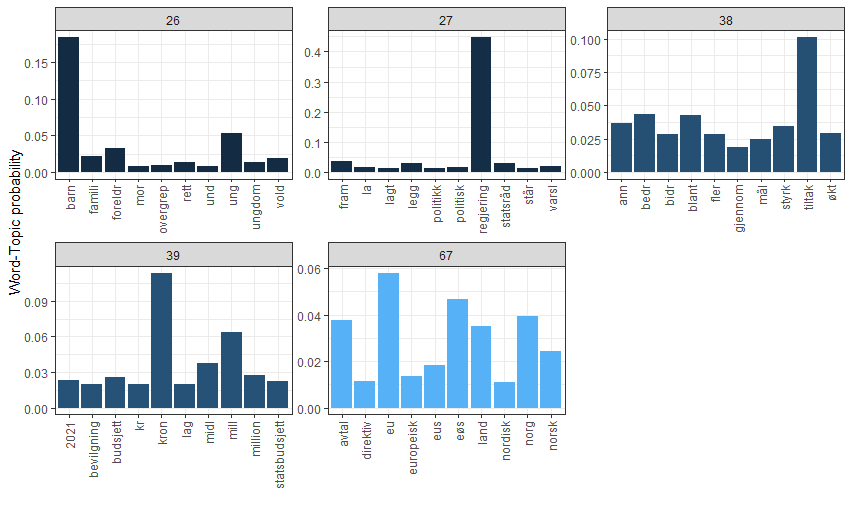 Word-Topic probability
26
0.15
0.10
0.05
0.00
barn
famili
foreldr
mor
overgrep
rett
und
ung
ungdom
vold
27
0.4
0.3
0.2
0.1
0.0
fram
la
lagt
legg
politikk
politisk
regjering
statsråd
står
varsl
38
0.100
0.075
0.050
0.025
0.000
ann
bedr
bidr
blant
fler
gjennom
mål
styrk
tiltak
økt
39
0.09
0.06
0.03
0.00
2021
bevilgning
budsjett
kr
kron
lag
midl
mill
million
statsbudsjett
67
0.06
0.04
0.02
0.00
avtal
direktiv
eu
europeisk
eus
eøs
land
nordisk
norg
norsk